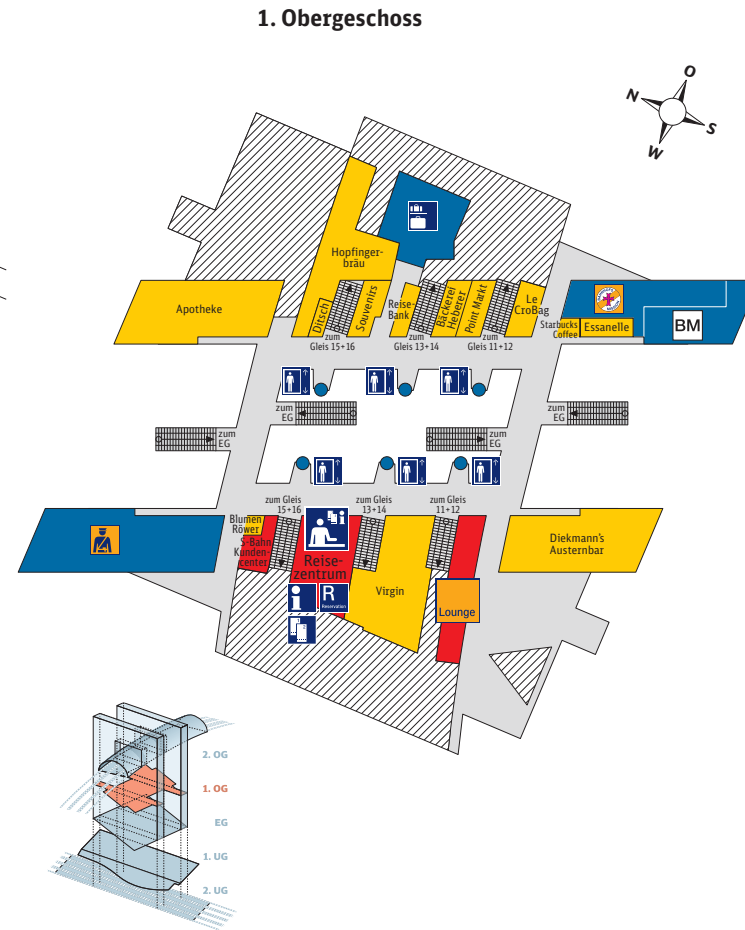 1. Obergeschoss
O
N
S
W
Hopfinger-
bräu
Apotheke
Ditsch
Souvenirs
Reise-
Bank
Bäckerei
Heberer
Point Markt
Le
CroBag
Starbucks
Coffee
Essanelle
BM
zum
Gleis 15+16
zum
Gleis 13+14
zum
Gleis 11+12
zum
EG
zum
EG
zum
EG
zum
EG
zum Gleis
15+16
zum Gleis
13+14
zum Gleis
11+12
Blumen
Röwer
S-Bahn
Kunden-
center
i
Reise-
zentrum
i
R
Reservation
Virgin
Lounge
Diekmann's
Austernbar
2. OG
1. OG
EG
1. UG
2. UG